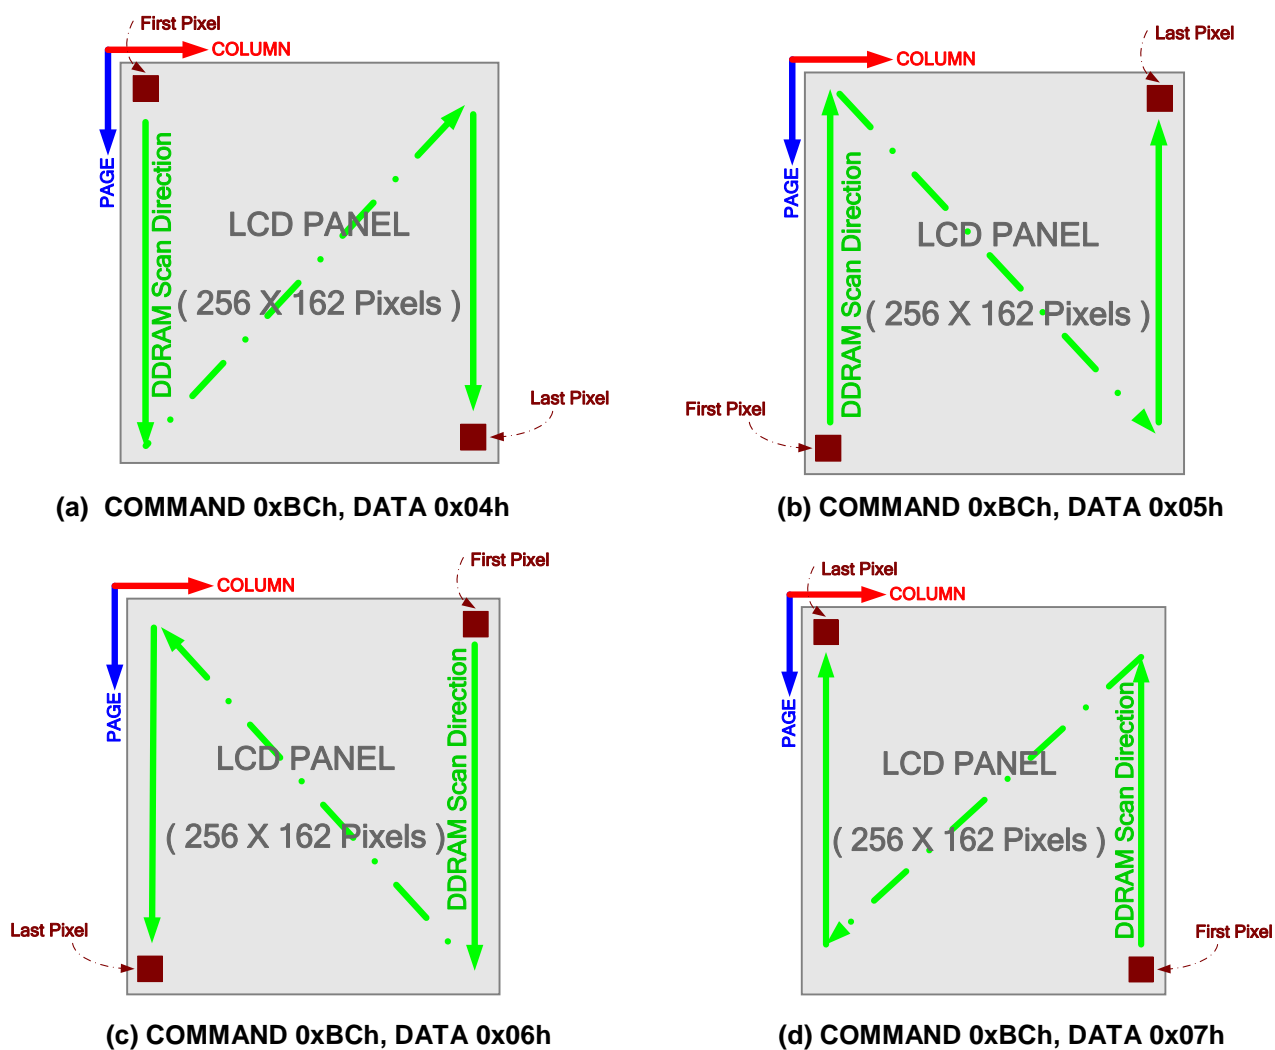 First Pixel
COLUMN
PAGE
DDRAM Scan Direction
LCD PANEL
( 256 X 162 Pixels )
Last Pixel
(a) COMMAND 0xBCh, DATA 0x04h
Last Pixel
COLUMN
PAGE
DDRAM Scan Direction
LCD PANEL
( 256 X 162 Pixels )
First Pixel
(b) COMMAND 0xBCh, DATA 0x05h
First Pixel
COLUMN
PAGE
DDRAM Scan Direction
LCD PANEL
( 256 X 162 Pixels )
Last Pixel
(c) COMMAND 0xBCh, DATA 0x06h
Last Pixel
COLUMN
PAGE
DDRAM Scan Direction
LCD PANEL
( 256 X 162 Pixels )
First Pixel
(d) COMMAND 0xBCh, DATA 0x07h